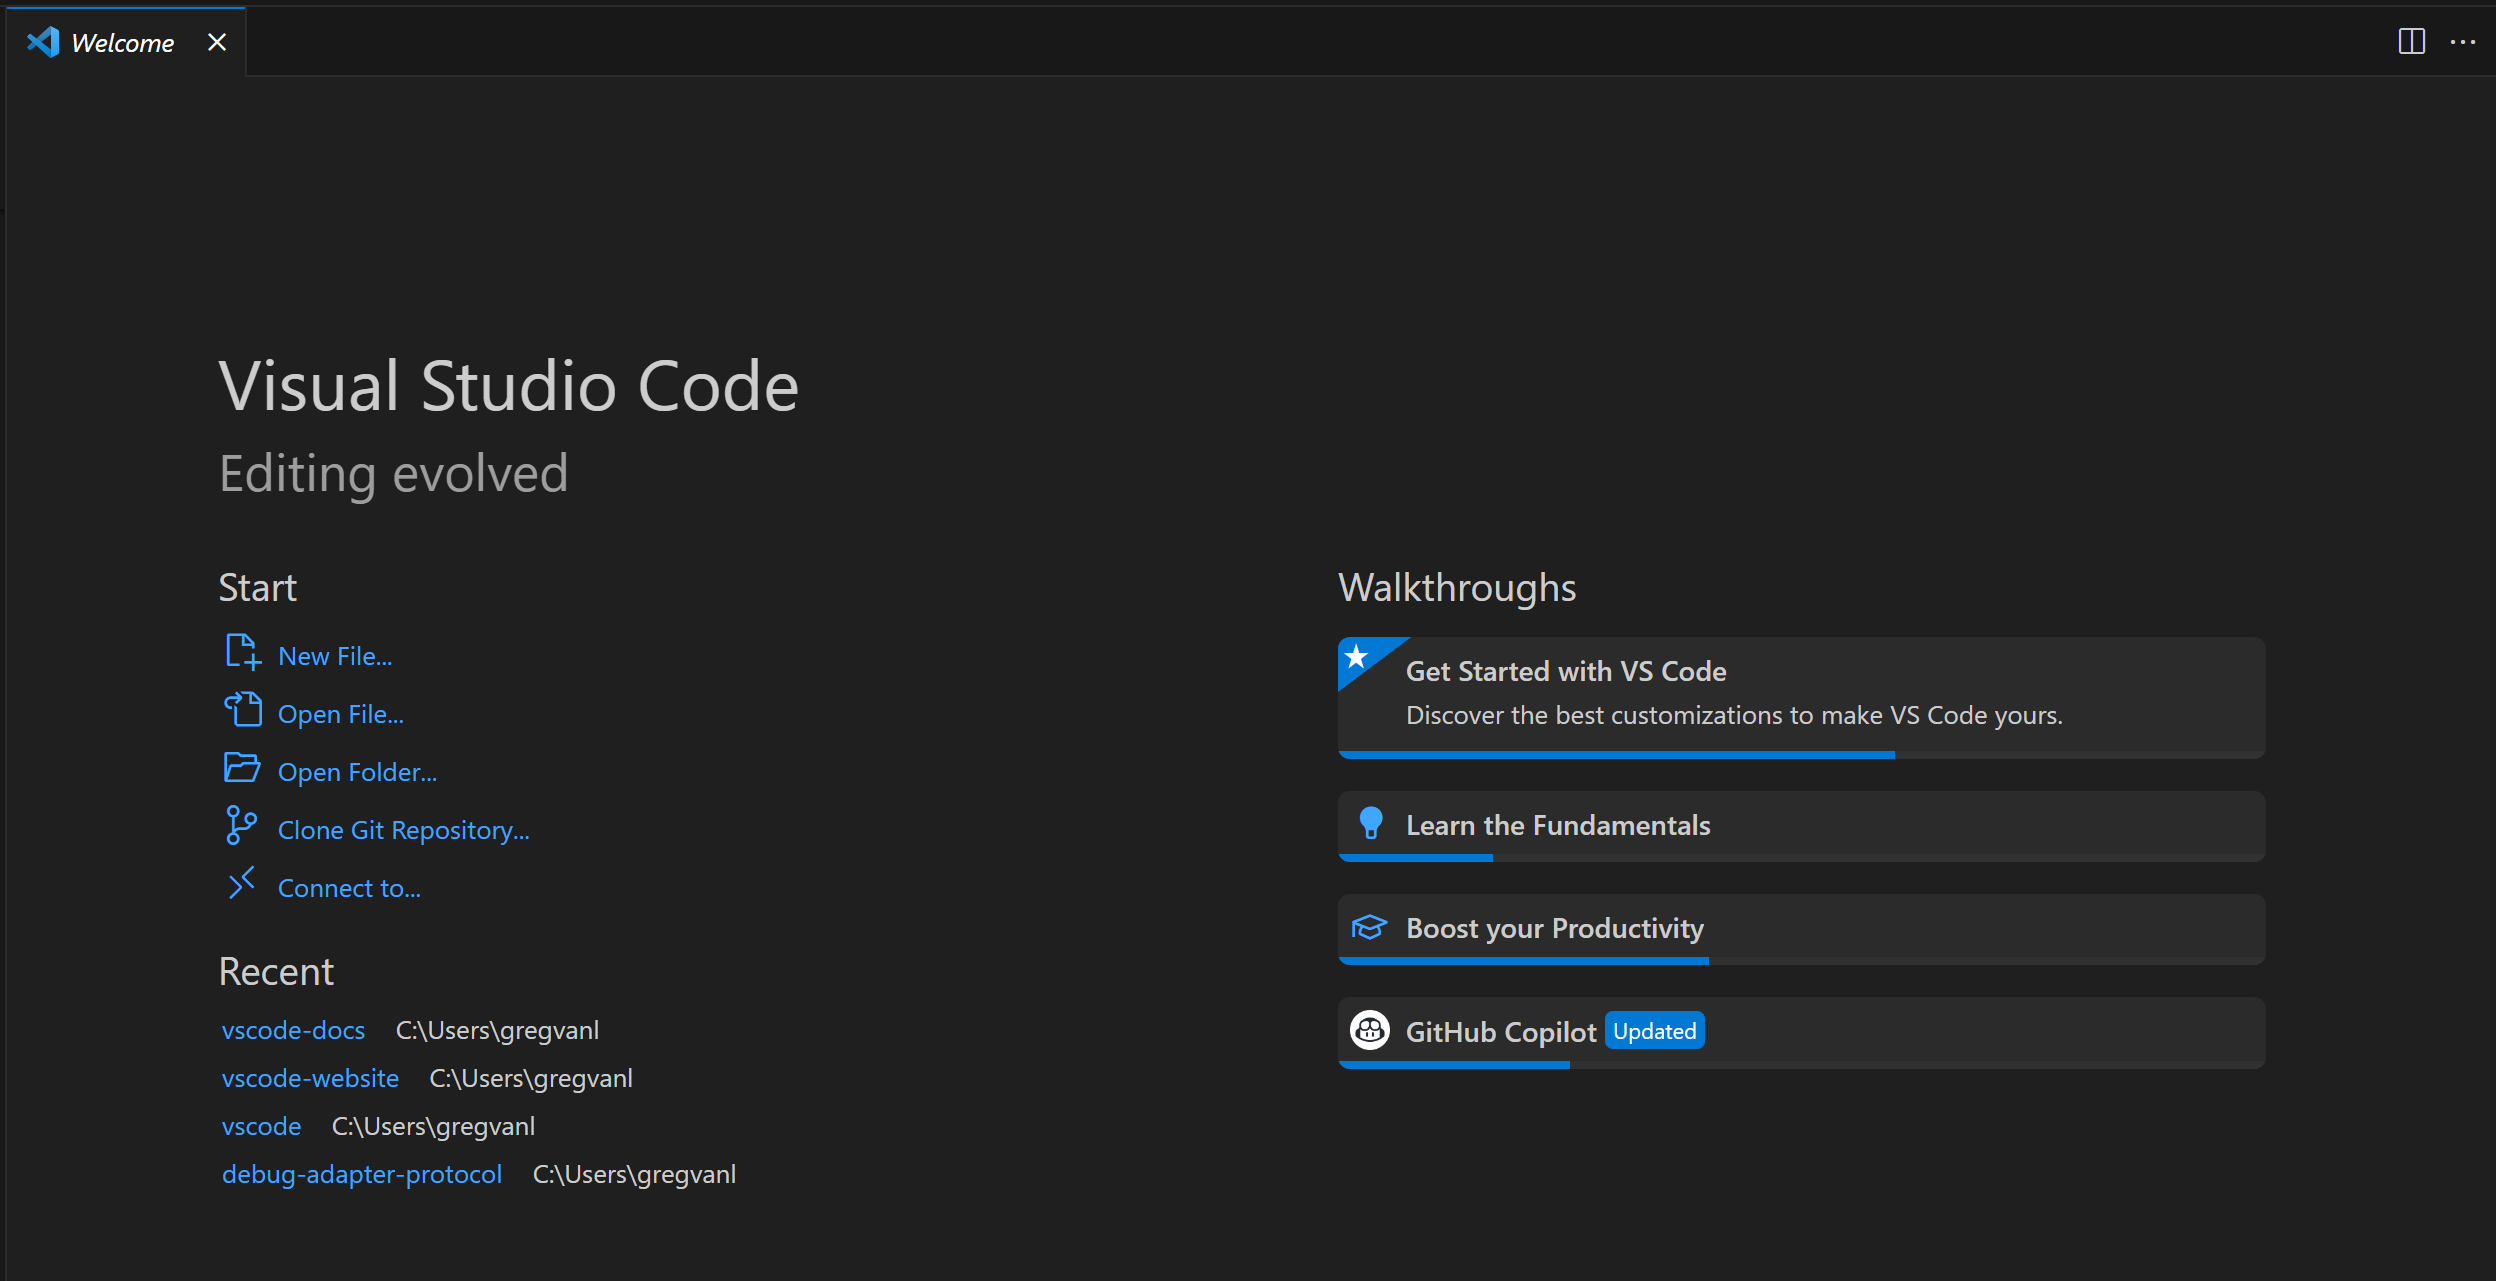 Welcome
Visual Studio Code
Editing evolved
Start
New File...
Open File...
Open Folder...
Clone Git Repository...
Connect to...
Recent
vscode-docs C:\Users\gregvanl
vscode-website C:\Users\gregvanl
vscode C:\Users\gregvanl
debug-adapter-protocol C:\Users\gregvanl
Walkthroughs
Get Started with VS Code
Discover the best customizations to make VS Code yours.
Learn the Fundamentals
Boost your Productivity
GitHub Copilot Updated